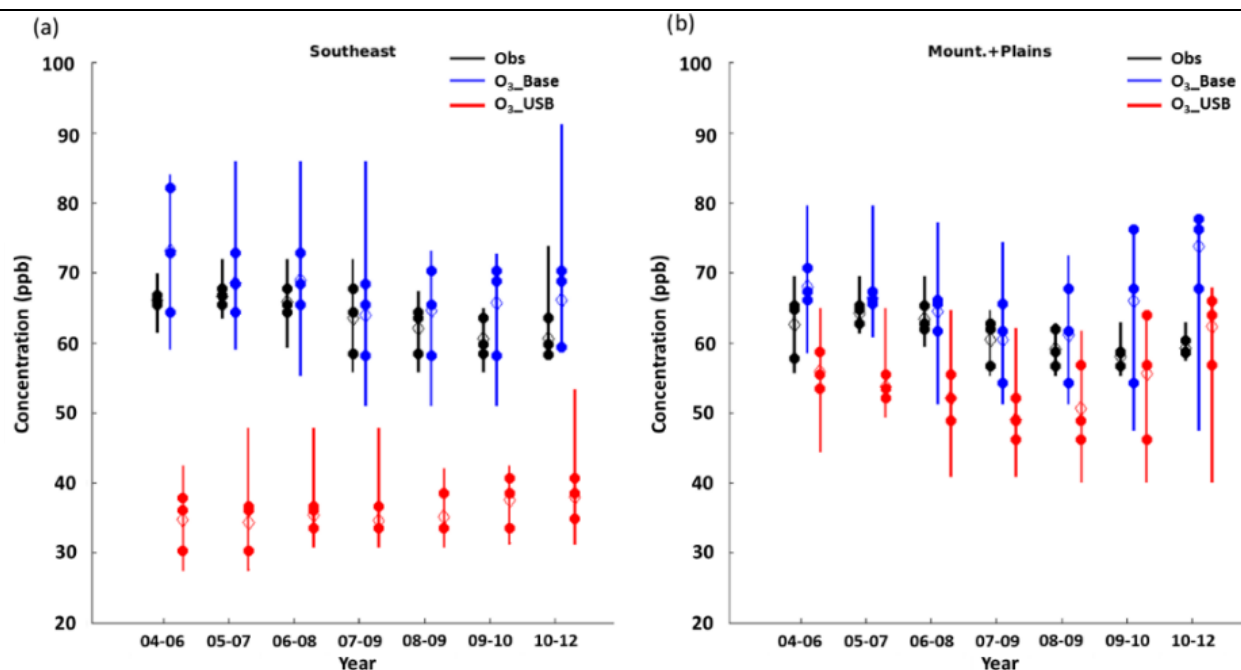 (a)
Southeast
Obs
O₃_Base
O₃_USB
Concentration (ppb)
100
90
80
70
60
50
40
30
20
04-06 05-07 06-08 07-09 08-09 09-10 10-12
Year
(b)
Mount.+Plains
Obs
O₃_Base
O₃_USB
Concentration (ppb)
100
90
80
70
60
50
40
30
20
04-06 05-07 06-08 07-09 08-09 09-10 10-12
Year